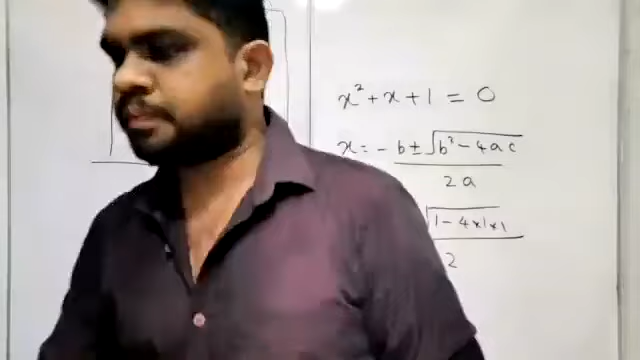 x² + x + 1 = 0
x = -b ± √b² - 4ac
2a
√1 - 4×1×1
2